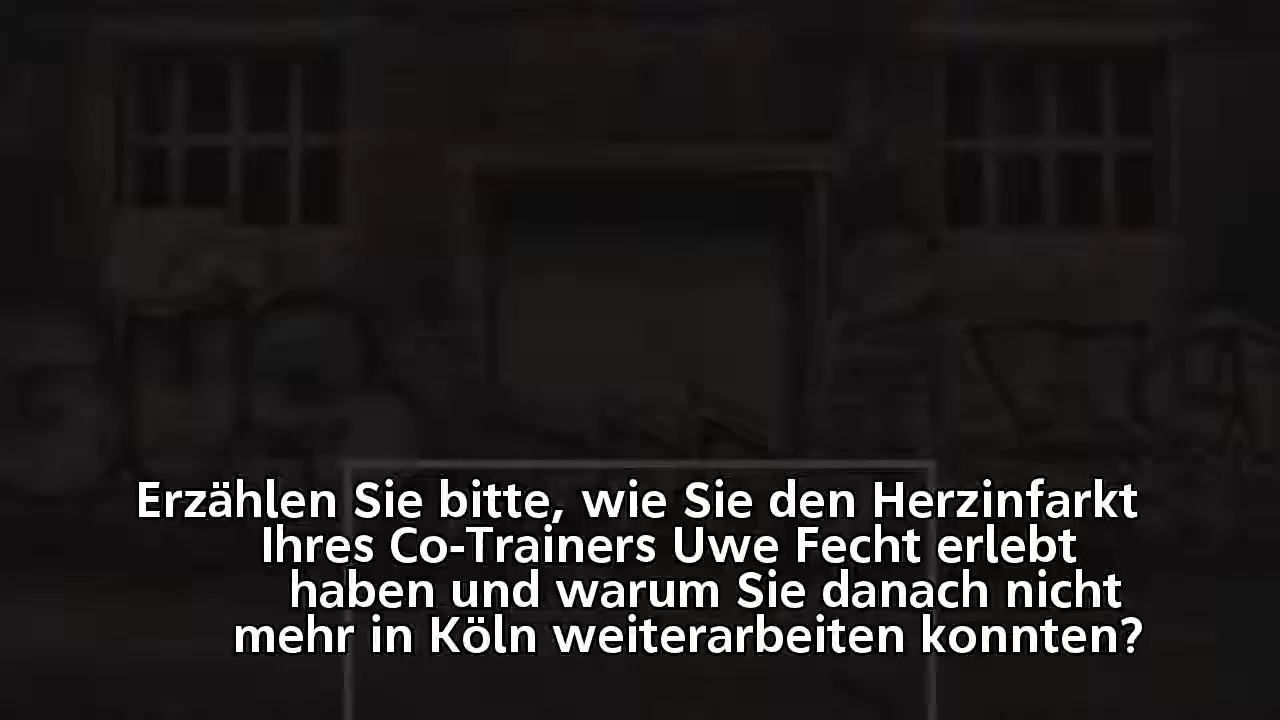 Erzählen Sie bitte, wie Sie den Herzinfarkt
Ihres Co-Trainers Uwe Fecht erlebt
haben und warum Sie danach nicht
mehr in Köln weiterarbeiten konnten?